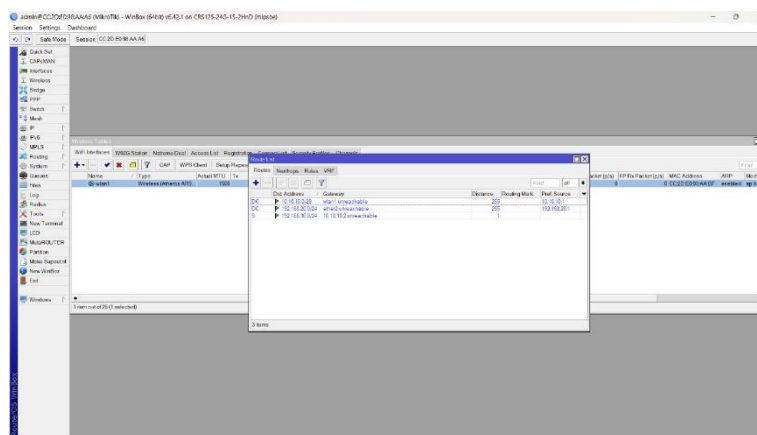 admin@CC:2D:E0:98:AA:A6 (MikroTik) - WinBox (64bit) v6.42.1 on CRS125-24G-1S-2HnD (mipsbe)
Session Settings Dashboard
Safe Mode Session: CC:2D:E0:98:AA:A6
Quick Set
CAPsMAN
Interfaces
Wireless
Bridge
PPP
Switch
Mesh
IP
IPv6
MPLS
Routing
System
Queues
Files
Log
Radius
Tools
New Terminal
LCD
MetaROUTER
Partition
Make Supout.rif
New WinBox
Exit
Windows
RouterOS WinBox
Wireless Tables
WiFi Interfaces W60G Station Nstreme Dual Access List Registration Connect List Security Profiles Channels
CAP WPS Client Setup Repeater
Find
Name Type Actual MTU Tx
FP Rx Packet (p/s) MAC Address ARP
wlan1 Wireless (Atheros AR9... 1500
0 0 enabled
1 item out of 25 (1 selected)
Route List
Routes Nexthops Rules VRF
Find all
Dst. Address Gateway Distance Routing Mark Pref. Source
DC 10.10.10.0/29 wlan1 unreachable 255 10.10.10.1
DC 192.168.20.0/24 ether2 unreachable 255 192.168.20.1
S 192.168.30.0/24 10.10.10.2 unreachable 1
3 items